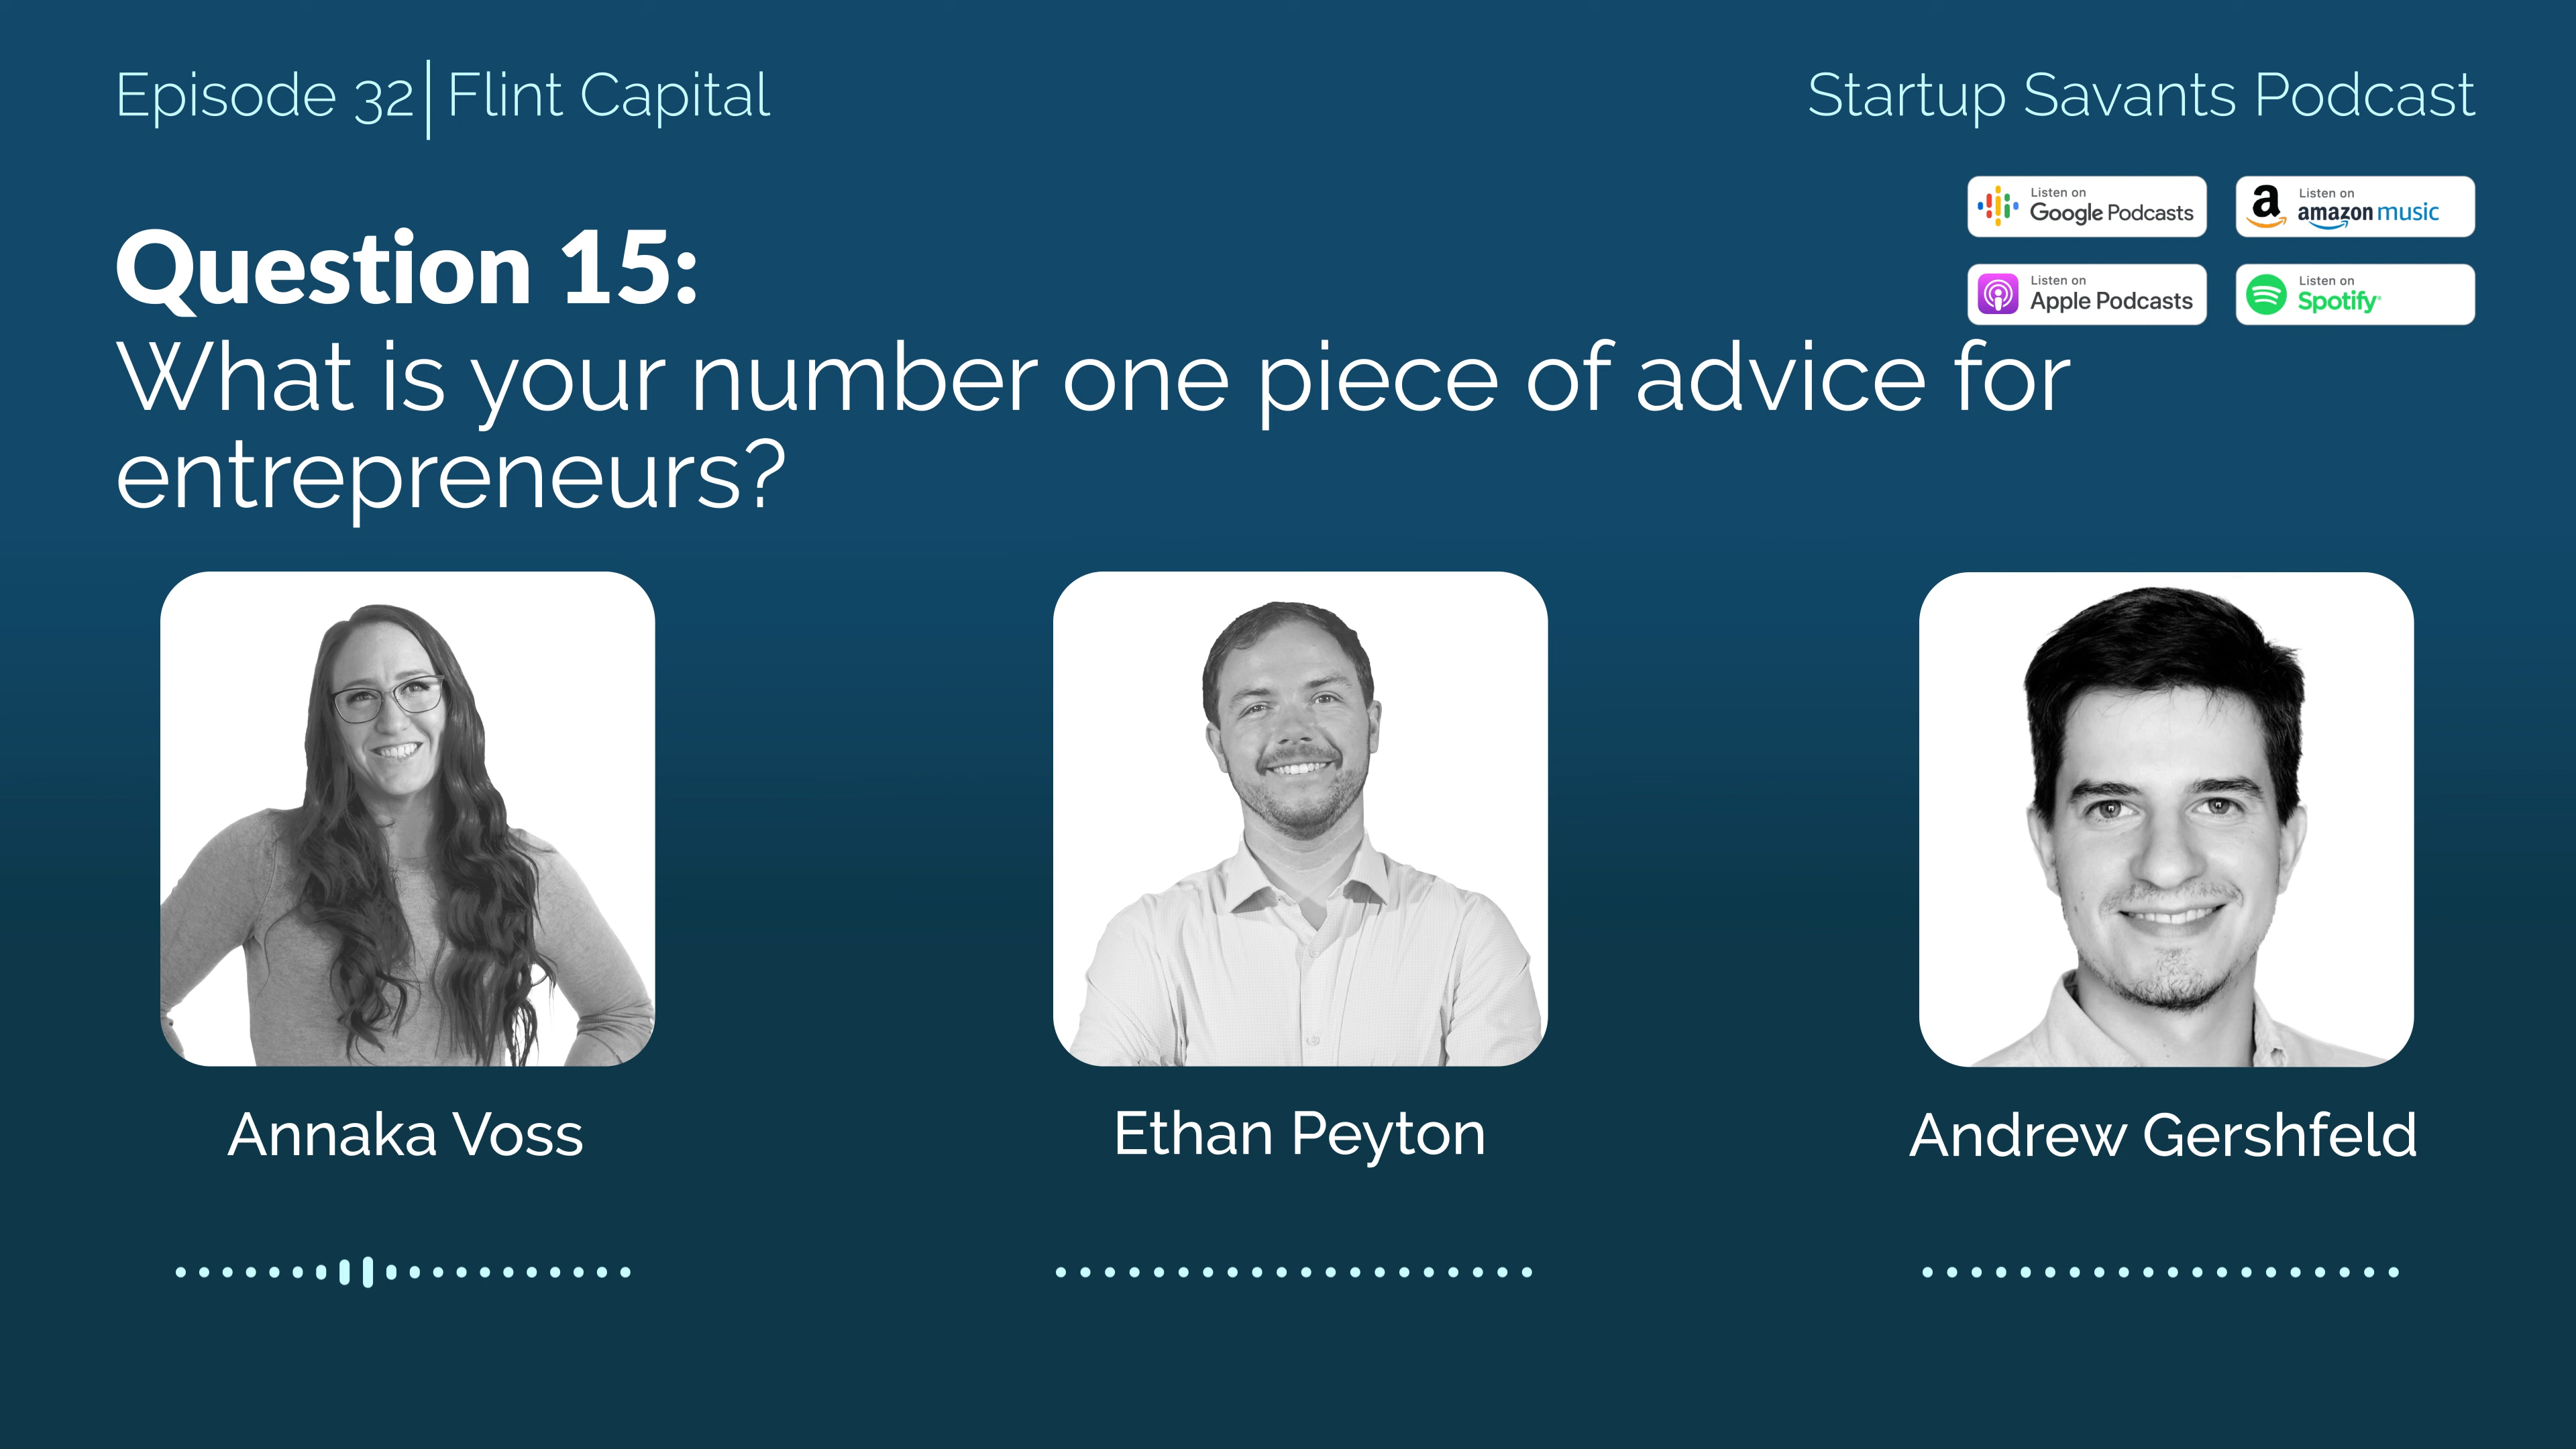 Episode 32 | Flint Capital
Startup Savants Podcast
Listen on
Google Podcasts
a
Listen on
amazon music
Listen on
Apple Podcasts
Listen on
Spotify
Question 15:
What is your number one piece of advice for
entrepreneurs?
Annaka Voss
Ethan Peyton
Andrew Gershfeld